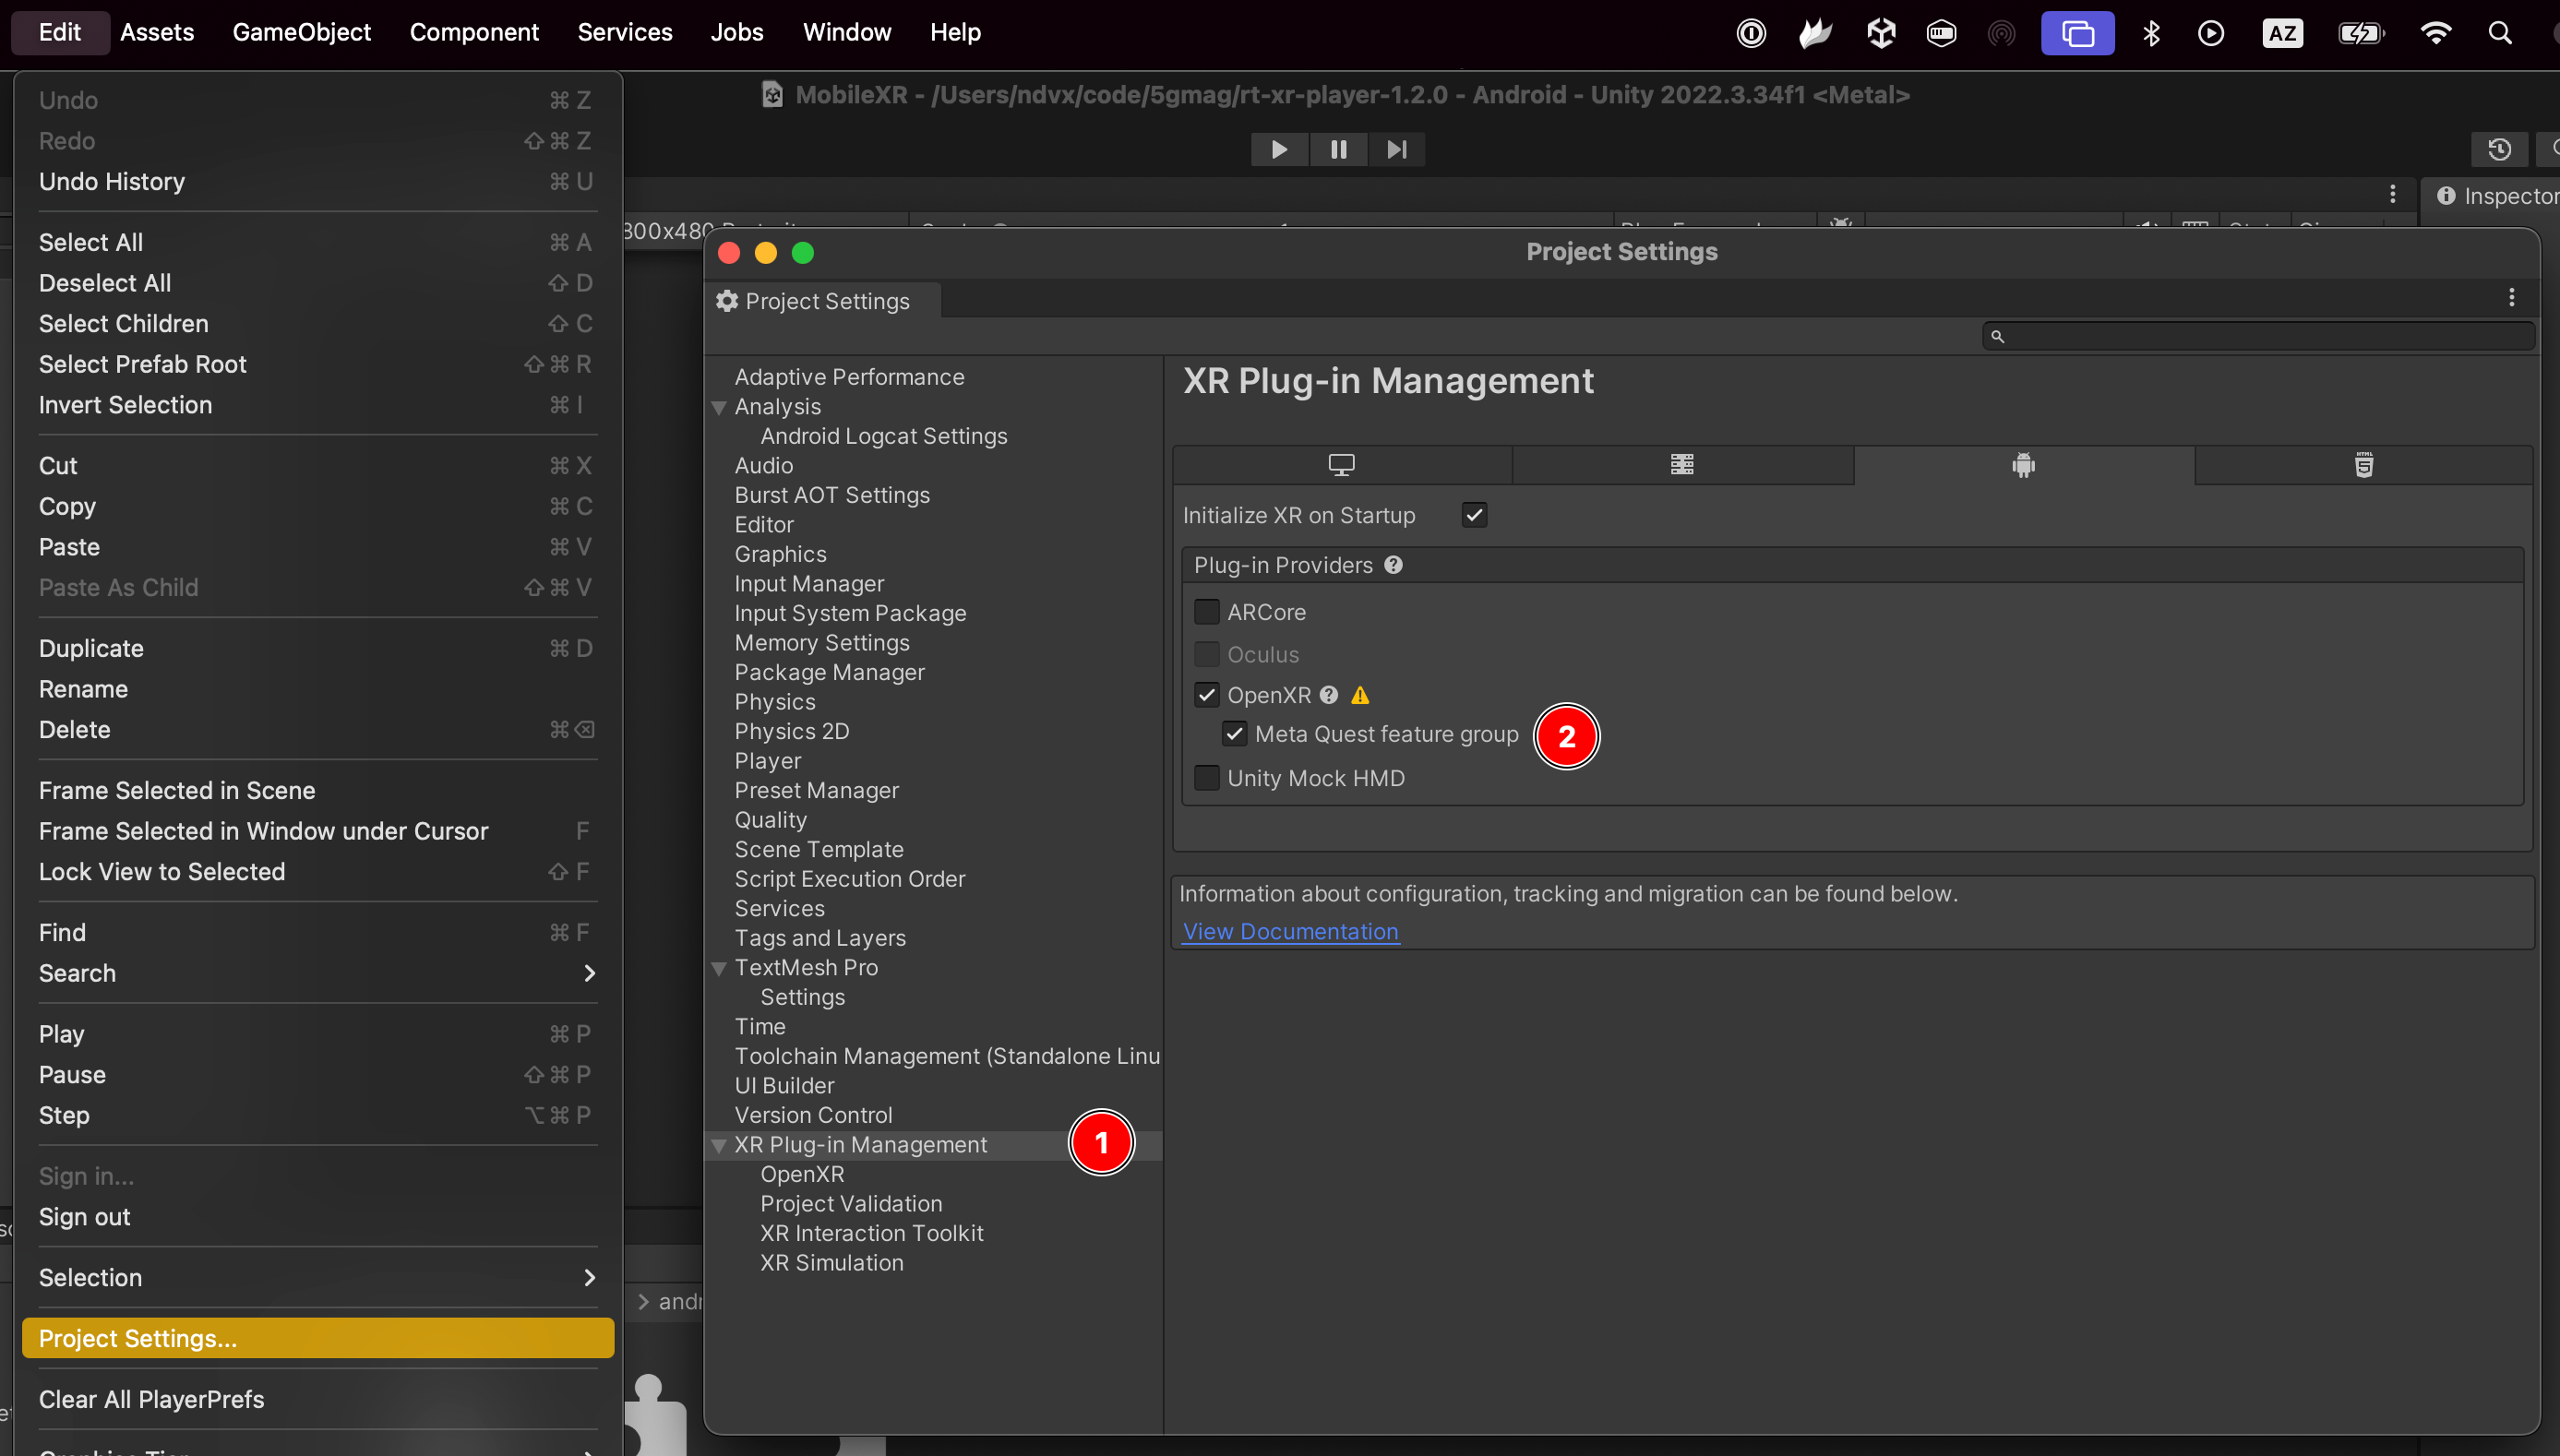 Edit Assets GameObject Component Services Jobs Window Help AZ
MobileXR - /Users/ndvx/code/5gmag/rt-xr-player-1.2.0 - Android - Unity 2022.3.34f1 <Metal>
Undo ⌘ Z
Redo ⇧ ⌘ Z
Undo History ⌘ U
Select All ⌘ A
Deselect All ⇧ D
Select Children ⇧ C
Select Prefab Root ⇧ ⌘ R
Invert Selection ⌘ I
Cut ⌘ X
Copy ⌘ C
Paste ⌘ V
Paste As Child ⇧ ⌘ V
Duplicate ⌘ D
Rename
Delete ⌘ ⌫
Frame Selected in Scene
Frame Selected in Window under Cursor F
Lock View to Selected ⇧ F
Find ⌘ F
Search
Play ⌘ P
Pause ⇧ ⌘ P
Step ⌥ ⌘ P
Sign in...
Sign out
Selection
Project Settings...
Clear All PlayerPrefs
Inspector
Project Settings
Project Settings
Adaptive Performance
Analysis
Android Logcat Settings
Audio
Burst AOT Settings
Editor
Graphics
Input Manager
Input System Package
Memory Settings
Package Manager
Physics
Physics 2D
Player
Preset Manager
Quality
Scene Template
Script Execution Order
Services
Tags and Layers
TextMesh Pro
Settings
Time
Toolchain Management (Standalone Linu
UI Builder
Version Control
XR Plug-in Management 1
OpenXR
Project Validation
XR Interaction Toolkit
XR Simulation
XR Plug-in Management
Initialize XR on Startup
Plug-in Providers
ARCore
Oculus
OpenXR
Meta Quest feature group 2
Unity Mock HMD
Information about configuration, tracking and migration can be found below.
View Documentation